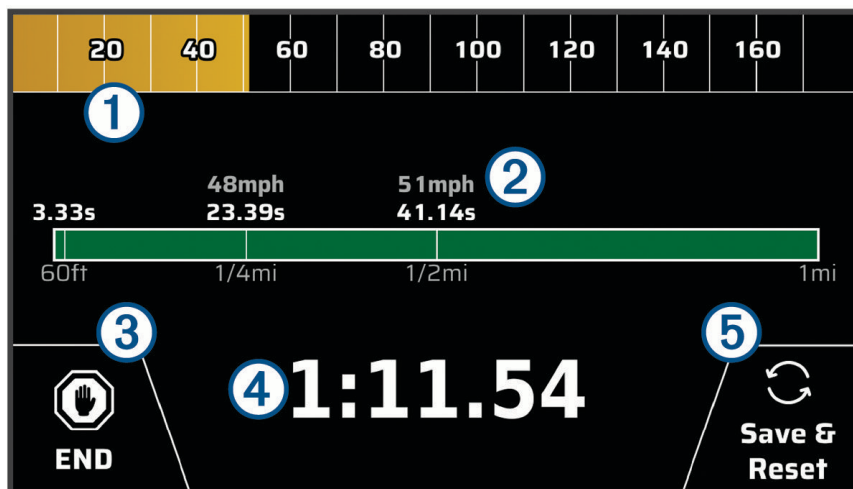 20 40 60 80 100 120 140 160
1
48mph 51mph 2
3.33s 23.39s 41.14s
60ft 1/4mi 1/2mi 1mi
3 5
4 1:11.54
END
Save &
Reset